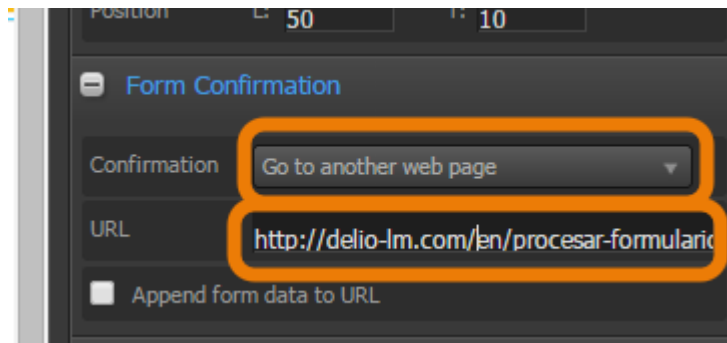 Position L: 50 T: 10
Form Confirmation
Confirmation Go to another web page
URL http://delio-lm.com/en/procesar-formulario
Append form data to URL